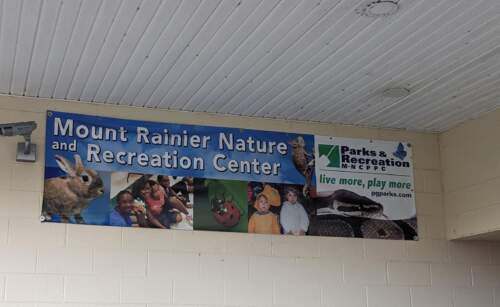 Mount Rainier Nature
and Recreation Center
Parks &
Recreation
M-NCPPC
live more, play more
pgparks.com